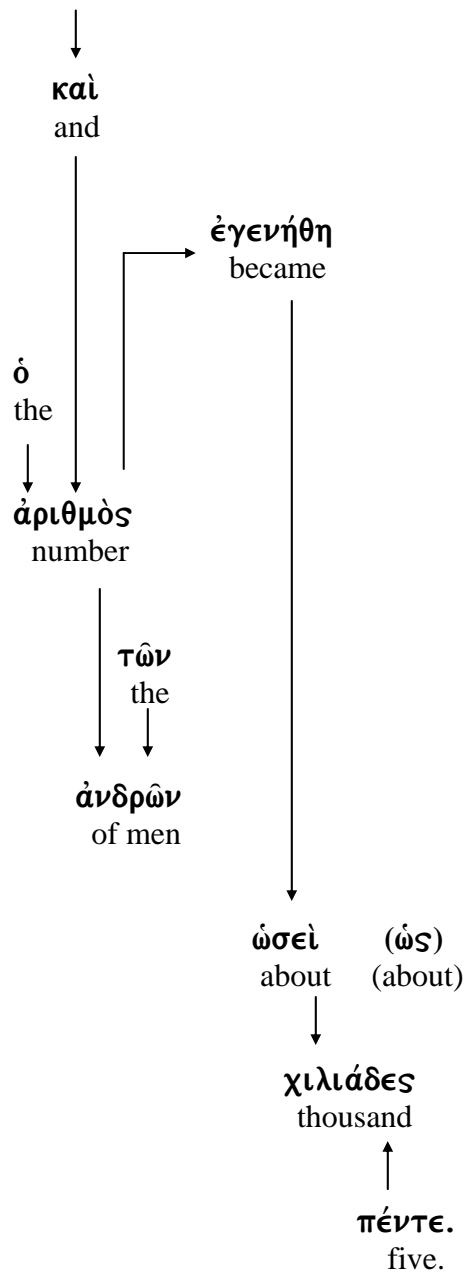 καὶ
and
ἐγενήθη
became
ὁ
the
ἀριθμὸς
number
τῶν
the
ἀνδρῶν
of men
ὡσεὶ (ὡς)
about (about)
χιλιάδες
thousand
πέντε.
five.